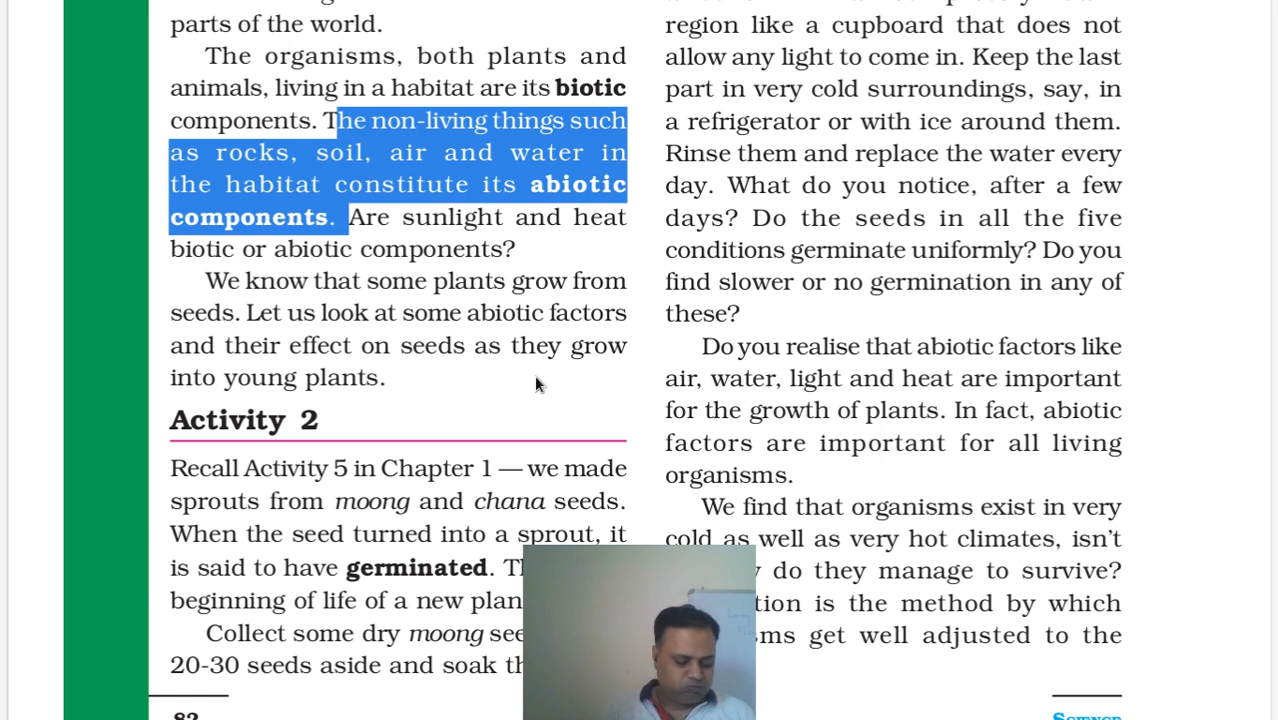 parts of the world.
The organisms, both plants and
animals, living in a habitat are its biotic
components. The non-living things such
as rocks, soil, air and water in
the habitat constitute its abiotic
components. Are sunlight and heat
biotic or abiotic components?
We know that some plants grow from
seeds. Let us look at some abiotic factors
and their effect on seeds as they grow
into young plants.
Activity 2
Recall Activity 5 in Chapter 1 — we made
sprouts from moong and chana seeds.
When the seed turned into a sprout, it
is said to have germinated.
beginning of life of a new
Collect some dry moong
20-30 seeds aside and soak
82
region like a cupboard that does not
allow any light to come in. Keep the last
part in very cold surroundings, say, in
a refrigerator or with ice around them.
Rinse them and replace the water every
day. What do you notice, after a few
days? Do the seeds in all the five
conditions germinate uniformly? Do you
find slower or no germination in any of
these?
Do you realise that abiotic factors like
air, water, light and heat are important
for the growth of plants. In fact, abiotic
factors are important for all living
organisms.
We find that organisms exist in very
cold as well as very hot climates, isn’t
do they manage to survive?
is the method by which
get well adjusted to the
SCIENCE